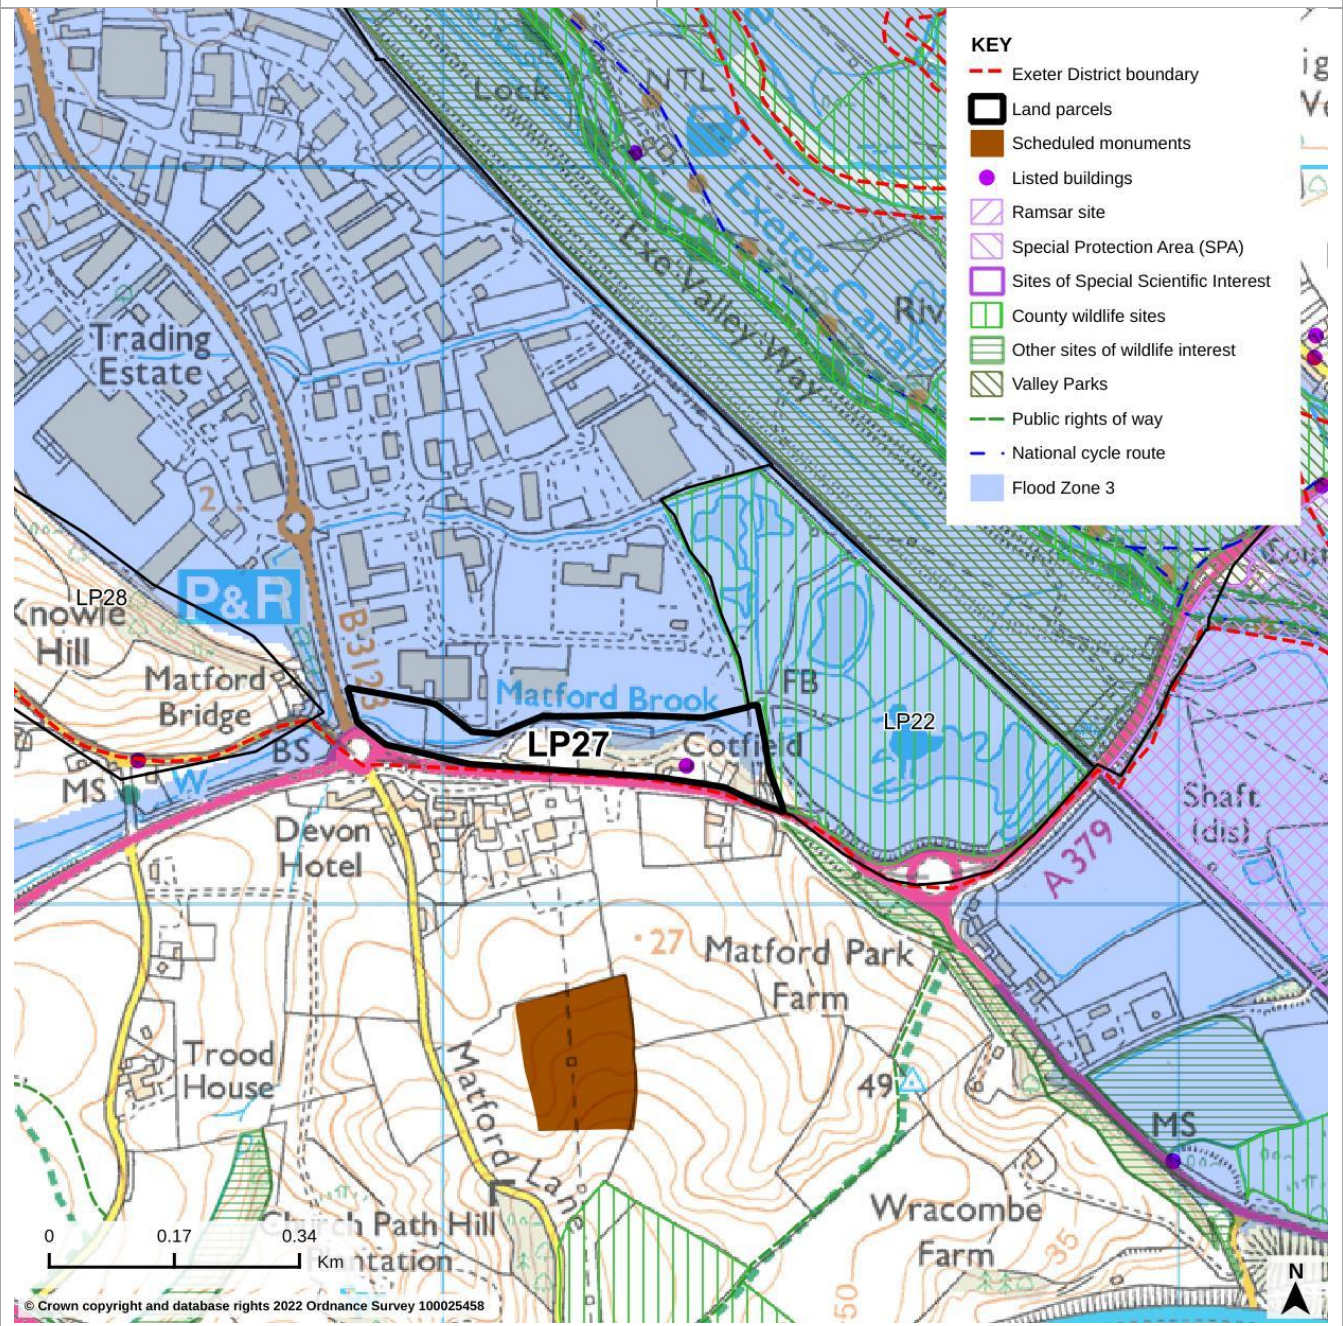 KEY
Exeter District boundary
Land parcels
Scheduled monuments
Listed buildings
Ramsar site
Special Protection Area (SPA)
Sites of Special Scientific Interest
County wildlife sites
Other sites of wildlife interest
Valley Parks
Public rights of way
National cycle route
Flood Zone 3
Lock
NTL
Exeter
Canal
Exe Valley Way
Riv
Trading
Estate
2
LP28
P&R
Knowle
Hill
B3123
Matford
Bridge
Matford Brook
FB
LP22
BS
LP27
Cotfield
MS
W
Devon
Hotel
Shaft
(dis)
A379
27
Matford Park
Farm
Trood
House
49
Matford Lane
MS
Wracombe
Farm
35
Church Path Hill
Plantation
50
0 0.17 0.34
Km
N
© Crown copyright and database rights 2022 Ordnance Survey 100025458